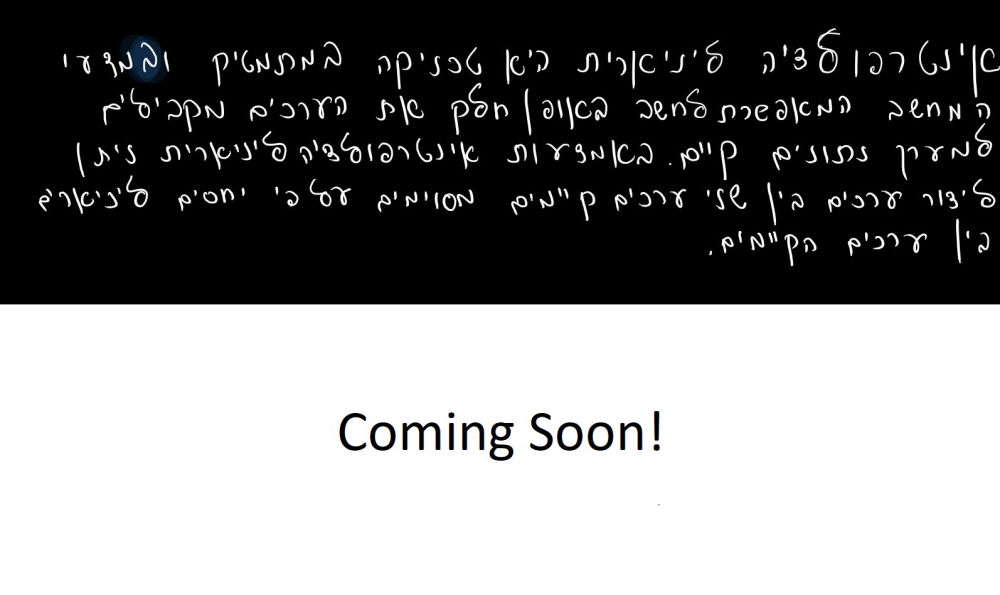 אינטרפולציה ליניארית היא טכניקה במתמטיק ובמדעי
המחשב המאפשרת לחשב באופן חלק את הערכים מקבילים
למערך נתונים קיים. באמצעות אינטרפולציה ליניארית ניתן
ליצור ערכים בין שני ערכים קיימים מסוימים על פי יחסים ליניארים
בין ערכים הקיימים.
Coming Soon!